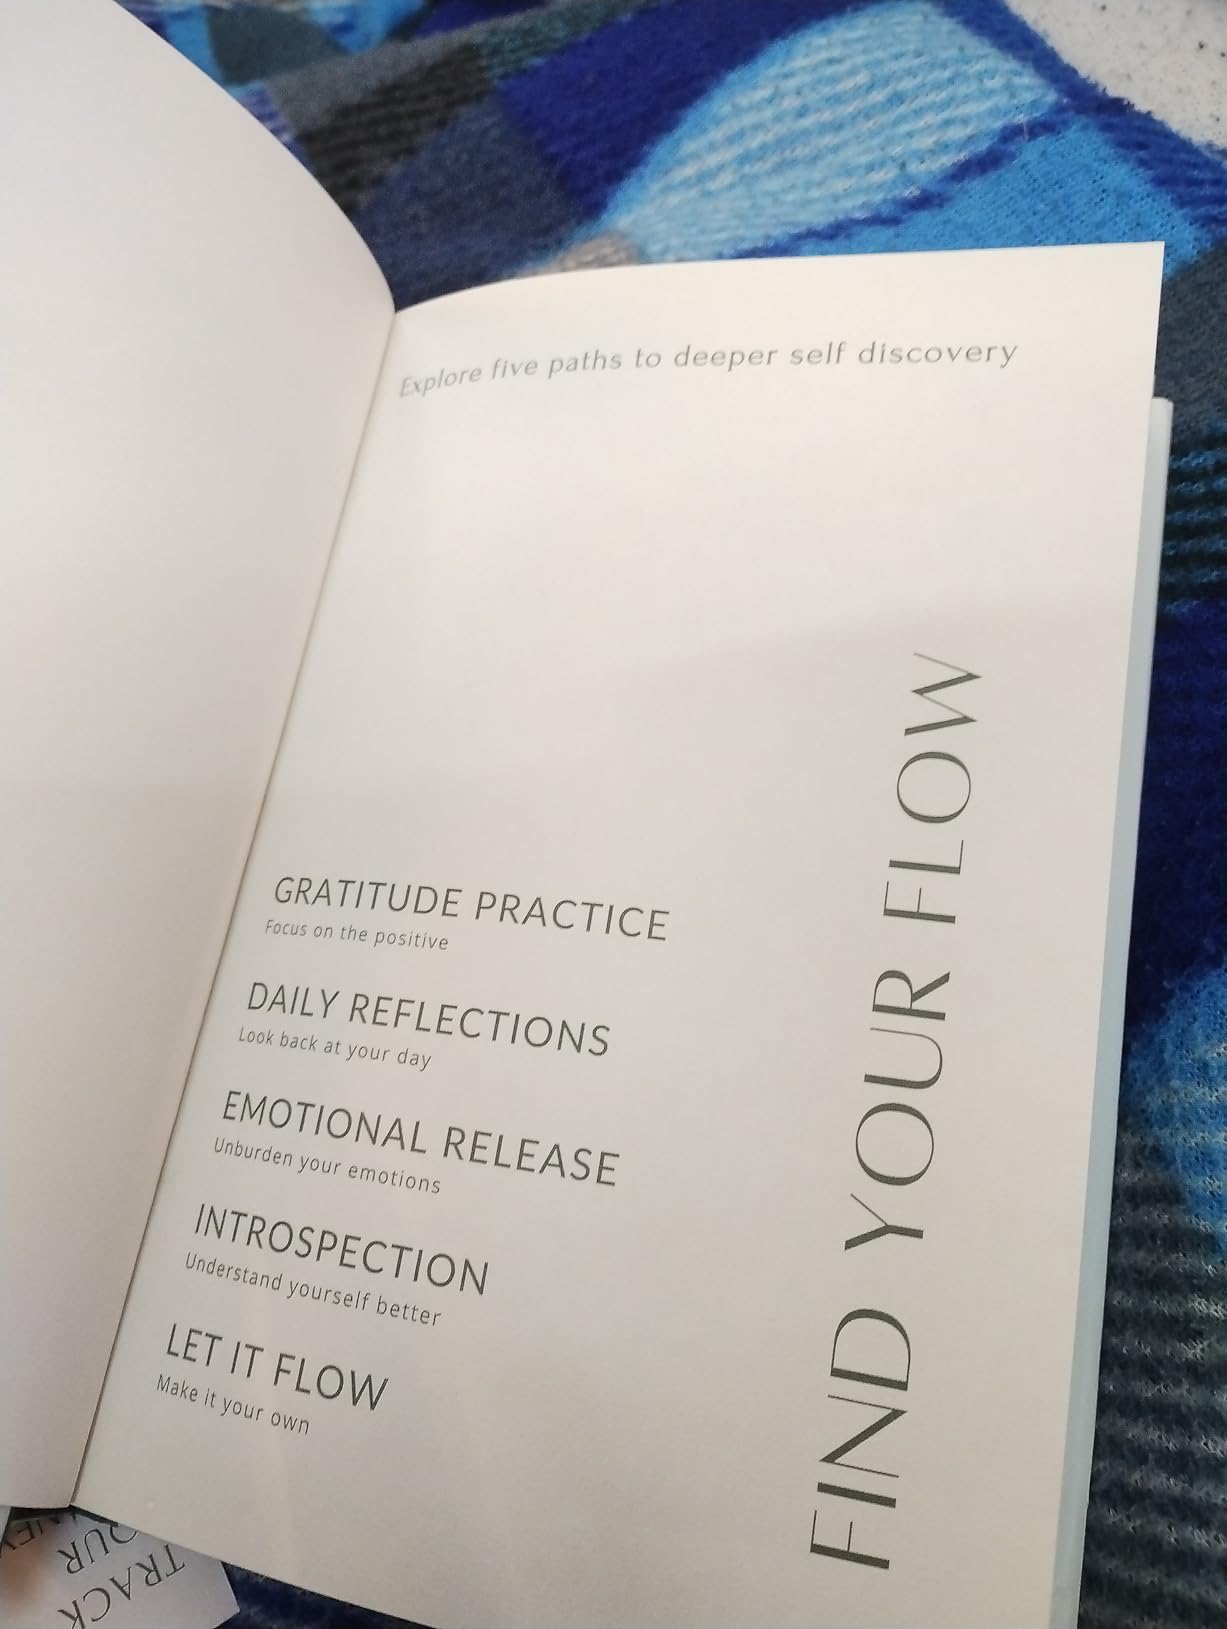 Explore five paths to deeper self discovery
GRATITUDE PRACTICE
Focus on the positive
DAILY REFLECTIONS
Look back at your day
EMOTIONAL RELEASE
Unburden your emotions
INTROSPECTION
Understand yourself better
LET IT FLOW
Make it your own
FIND YOUR FLOW
TRACK
OUR